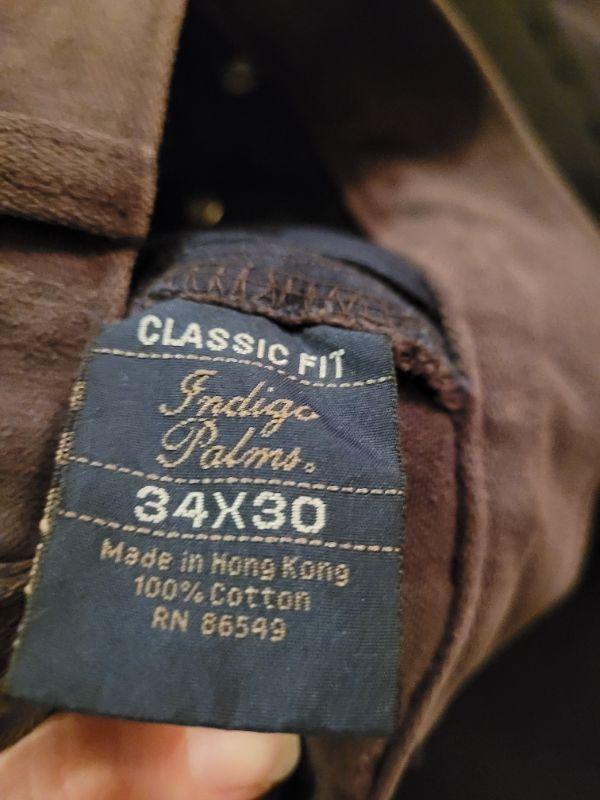 CLASSIC FIT
Indigo
Palms.
34X30
Made in Hong Kong
100% Cotton
RN 86549